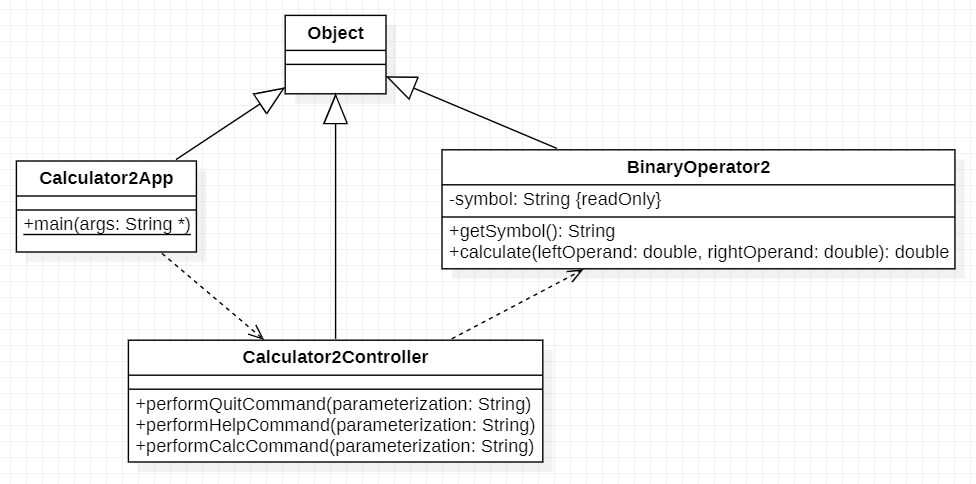 Object
Calculator2App
+main(args: String *)
BinaryOperator2
-symbol: String {readOnly}
+getSymbol(): String
+calculate(leftOperand: double, rightOperand: double): double
Calculator2Controller
+performQuitCommand(parameterization: String)
+performHelpCommand(parameterization: String)
+performCalcCommand(parameterization: String)